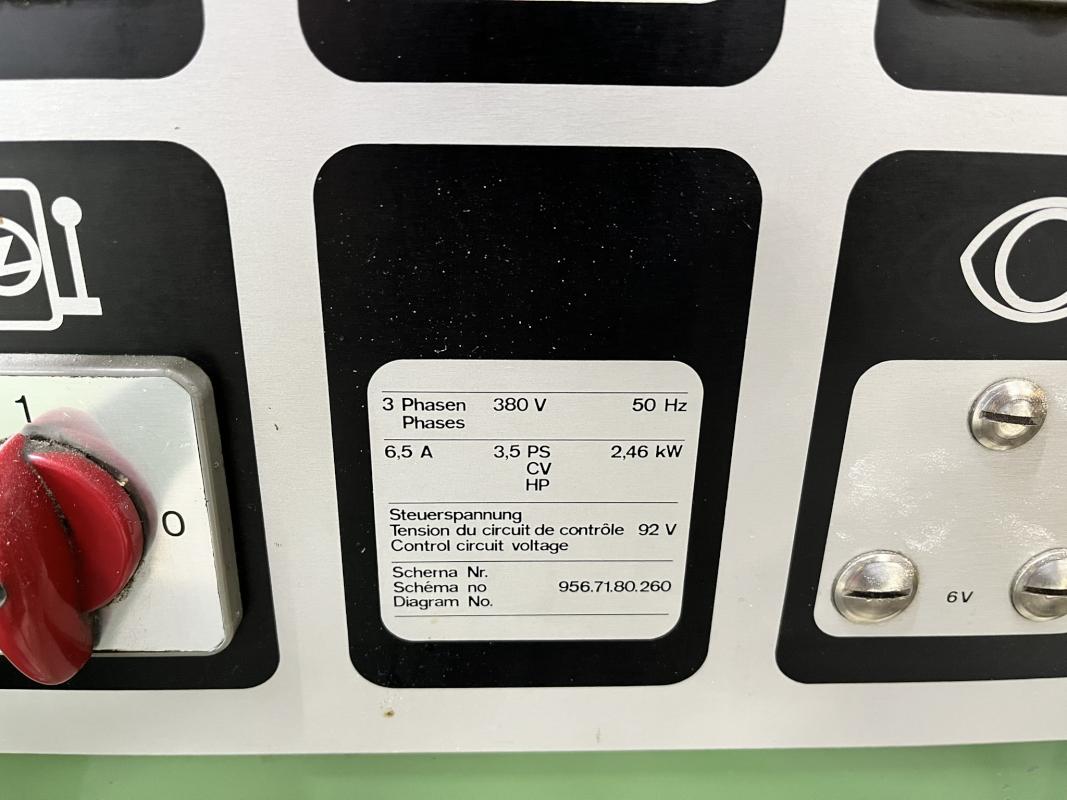 1
0
3 Phasen 380 V 50 Hz
Phases
6,5 A 3,5 PS 2,46 kW
CV
HP
Steuerspannung
Tension du circuit de contrôle 92 V
Control circuit voltage
Scherna Nr.
Schéma no 956.71.80.260
Diagram No.
6V